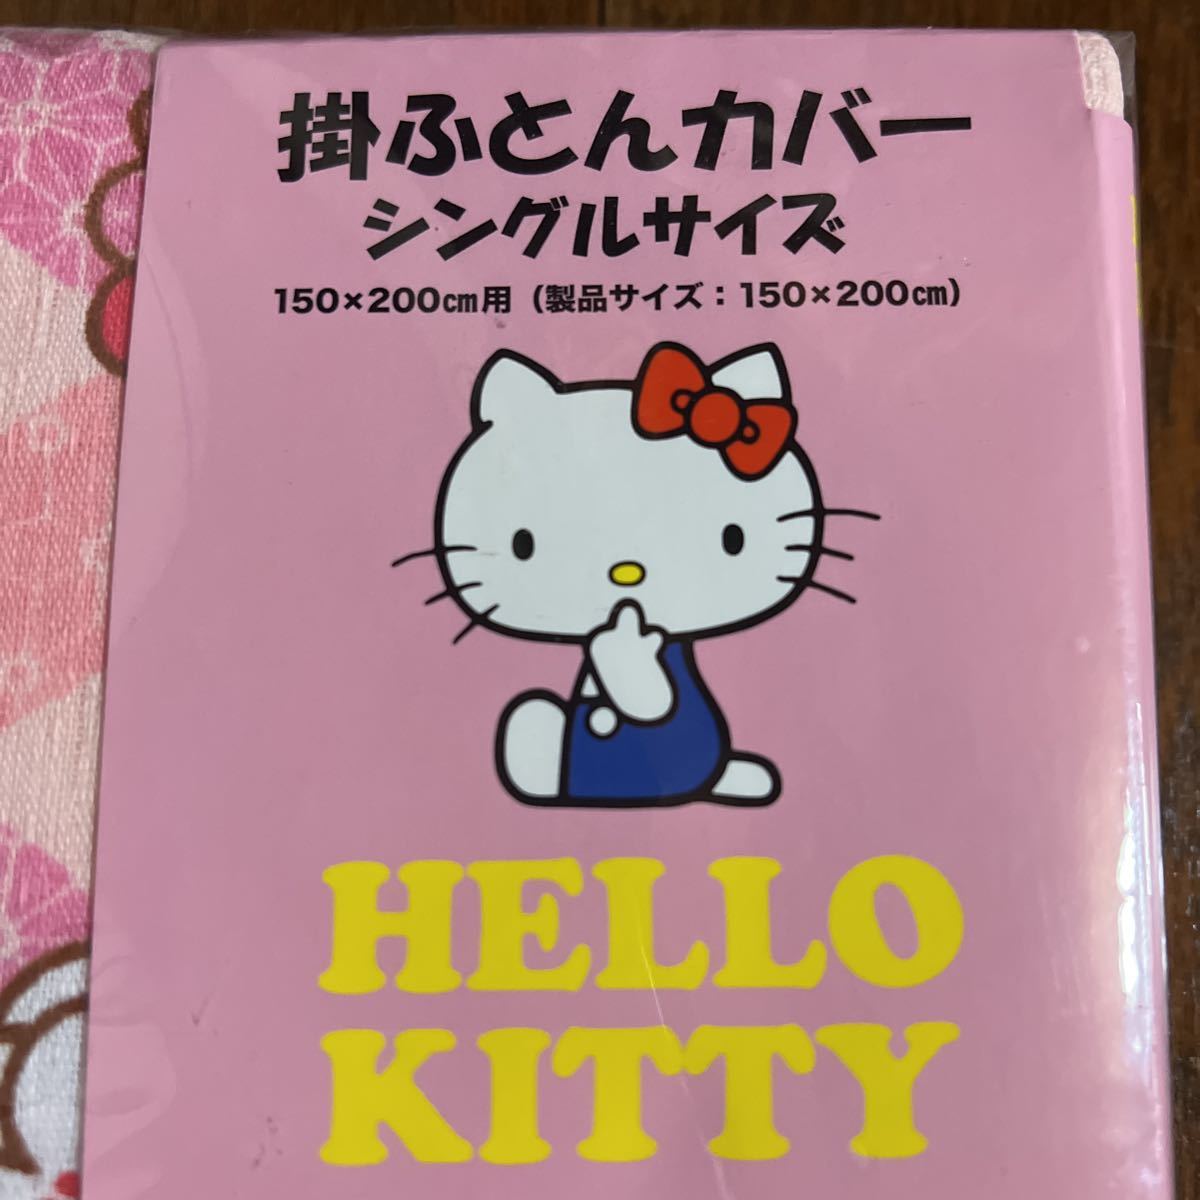 掛ふとんカバー
シングルサイズ
150×200㎝用（製品サイズ：150×200㎝）
HELLO
KITTY